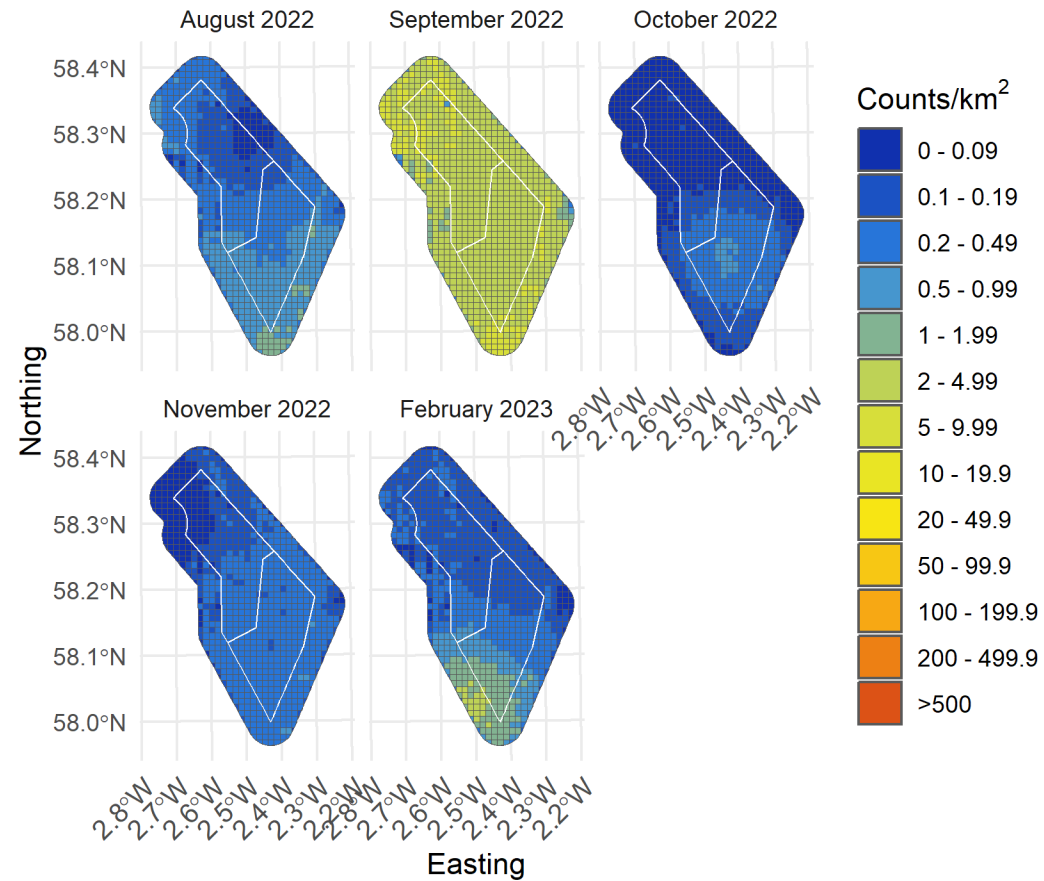 August 2022
September 2022
October 2022
58.4°N
58.3°N
58.2°N
58.1°N
58.0°N
2.8°W
2.7°W
2.6°W
2.5°W
2.4°W
2.3°W
2.2°W
November 2022
February 2023
58.4°N
58.3°N
58.2°N
58.1°N
58.0°N
2.8°W
2.7°W
2.6°W
2.5°W
2.4°W
2.3°W
2.2°W
2.8°W
2.7°W
2.6°W
2.5°W
2.4°W
2.3°W
2.2°W
Northing
Easting
Counts/km²
0 - 0.09
0.1 - 0.19
0.2 - 0.49
0.5 - 0.99
1 - 1.99
2 - 4.99
5 - 9.99
10 - 19.9
20 - 49.9
50 - 99.9
100 - 199.9
200 - 499.9
>500